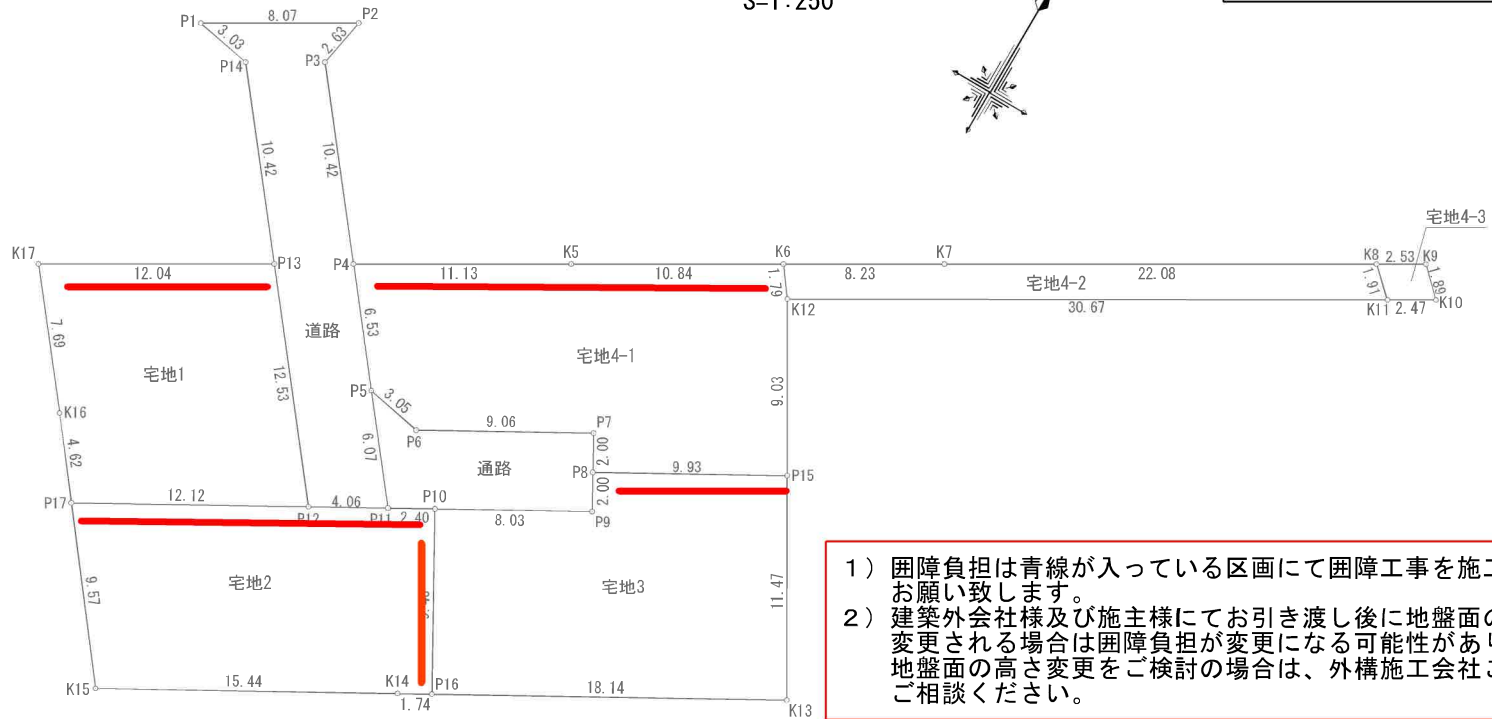 S=1:250
P1
8.07
P2
3.03
2.63
P14
P3
10.42
10.42
宅地4-3
K17
P13
P4
K5
K6
K7
K8
2.53
K9
12.04
11.13
10.84
1.79
8.23
宅地4-2
22.08
1.91
1.89
K12
30.67
K11
2.47
K10
道路
6.53
7.69
宅地1
12.53
宅地4-1
9.03
P5
3.05
K16
P6
9.06
P7
4.62
6.07
通路
2.00
P8
9.93
P15
P17
12.12
P12
4.06
P11
2.40
P10
8.03
2.00
P9
9.57
宅地2
宅地3
11.47
K15
15.44
K14
1.74
P16
18.14
K13
1）囲障負担は青線が入っている区画にて囲障工事を施工
お願い致します。
2）建築外会社様及び施主様にてお引き渡し後に地盤面の
変更される場合は囲障負担が変更になる可能性があり
地盤面の高さ変更をご検討の場合は、外構施工会社こ
ご相談ください。